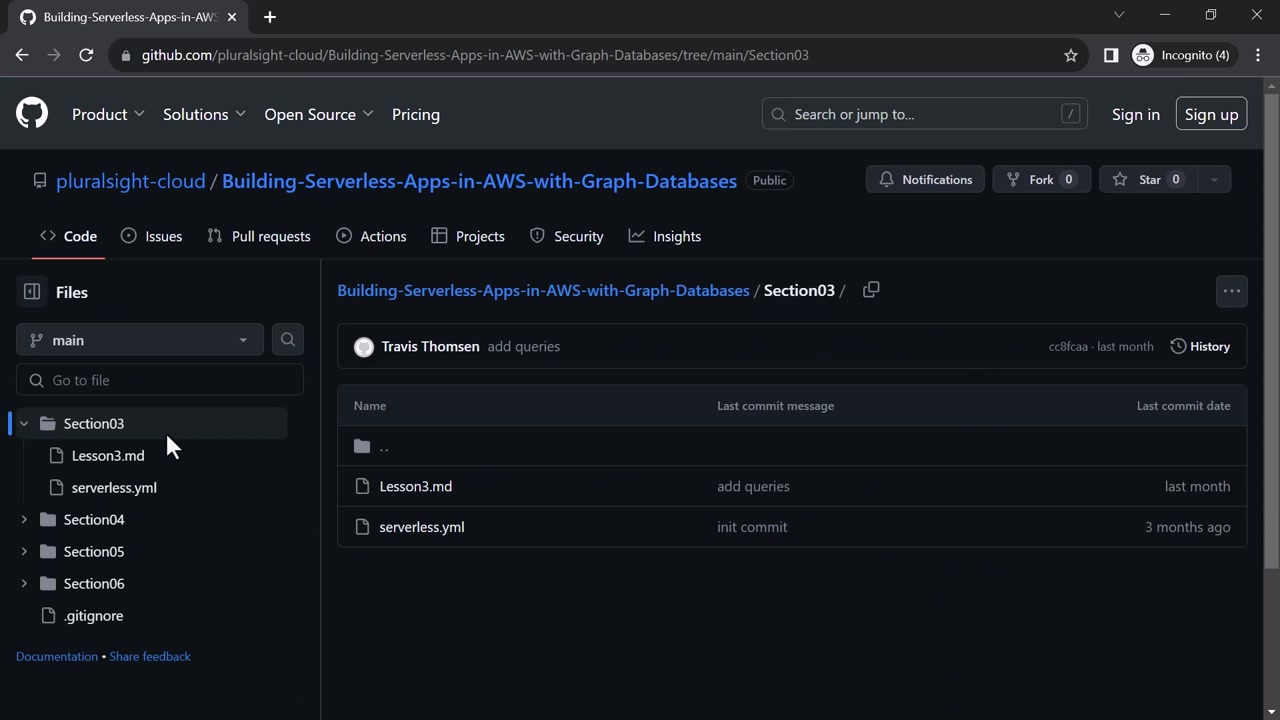 Building-Serverless-Apps-in-AWS
github.com/pluralsight-cloud/Building-Serverless-Apps-in-AWS-with-Graph-Databases/tree/main/Section03
Incognito (4)
Product
Solutions
Open Source
Pricing
Search or jump to...
/
Sign in
Sign up
pluralsight-cloud / Building-Serverless-Apps-in-AWS-with-Graph-Databases
Public
Notifications
Fork 0
Star 0
Code
Issues
Pull requests
Actions
Projects
Security
Insights
Files
main
Go to file
Section03
Lesson3.md
serverless.yml
Section04
Section05
Section06
.gitignore
Documentation • Share feedback
Building-Serverless-Apps-in-AWS-with-Graph-Databases / Section03 /
Travis Thomsen add queries
cc8fcaa · last month
History
Name Last commit message Last commit date
..
Lesson3.md add queries last month
serverless.yml init commit 3 months ago